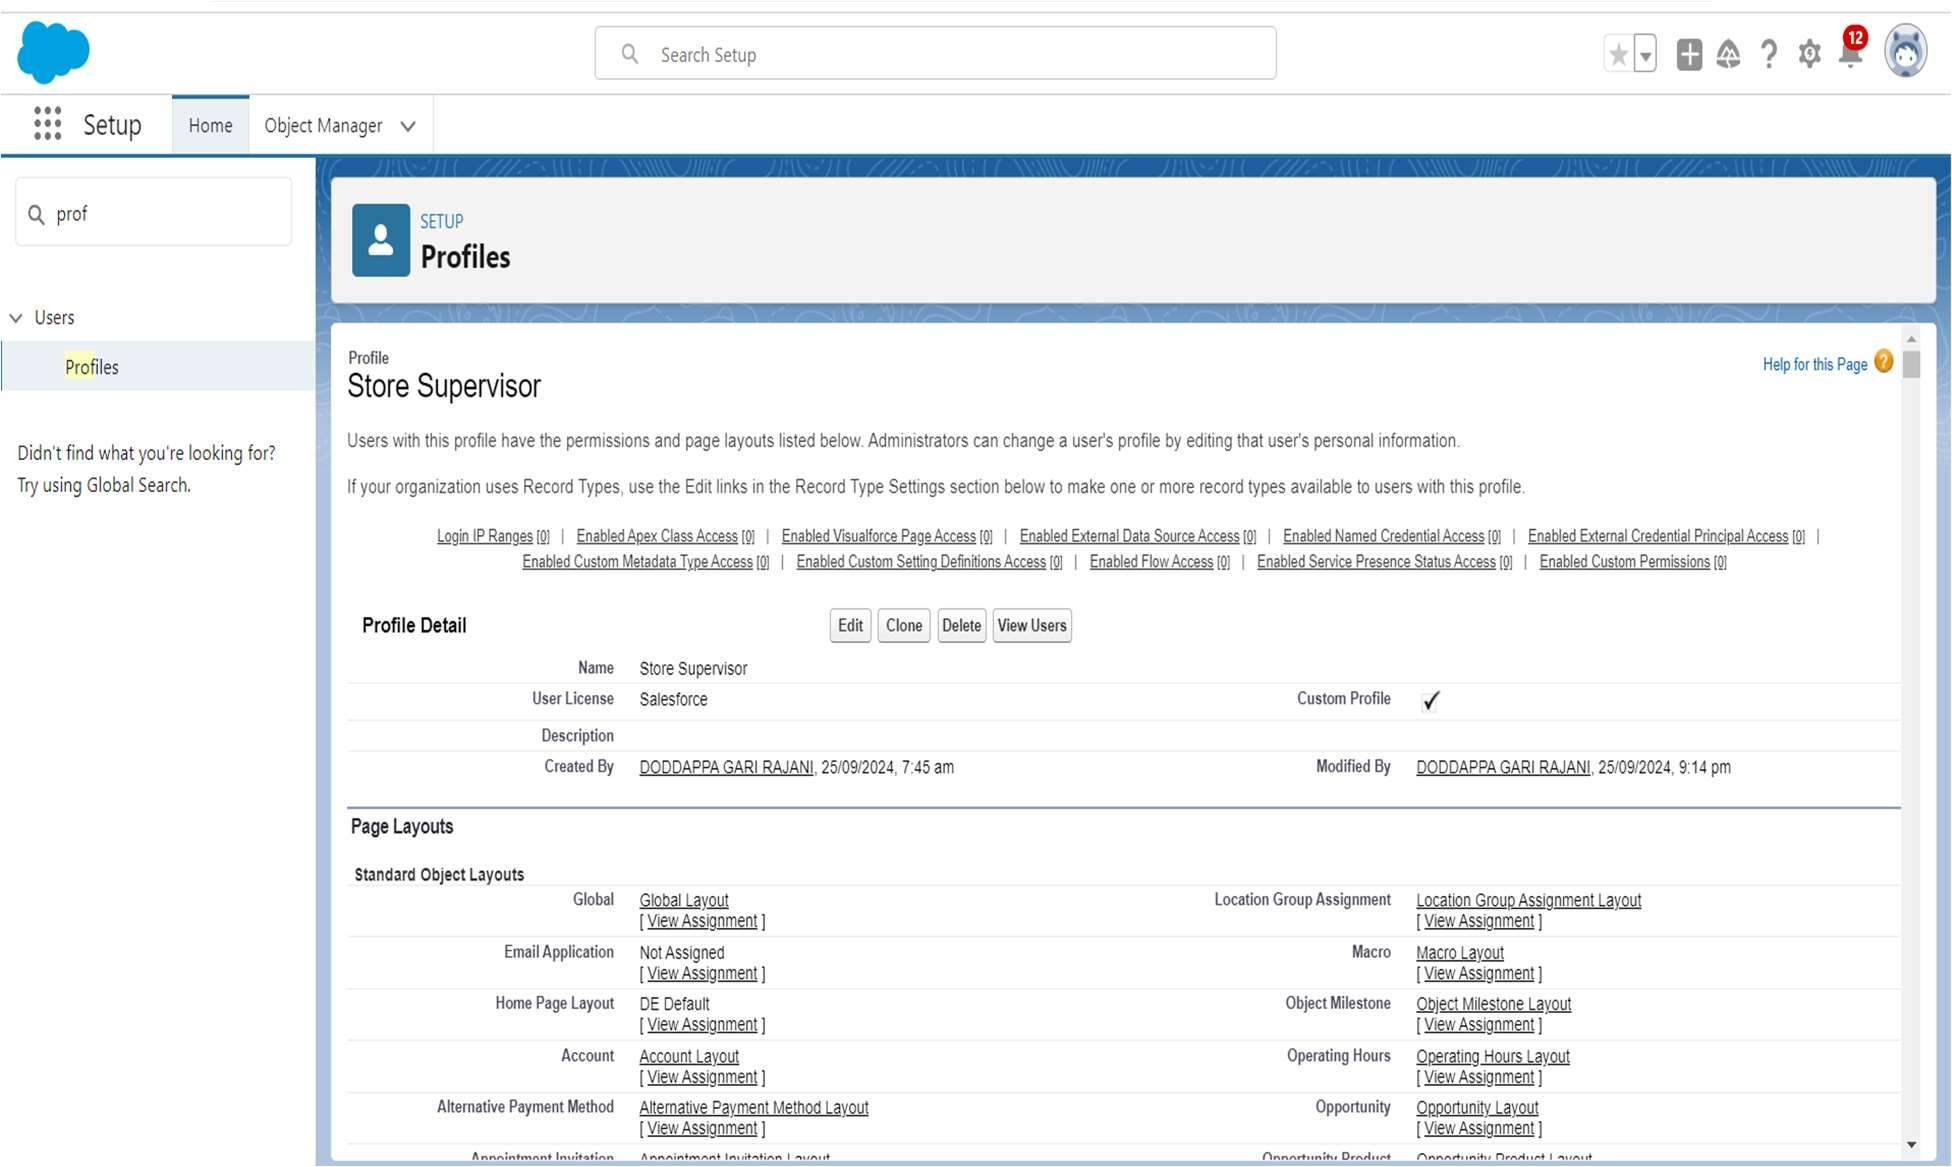 Search Setup
12
Setup
Home
Object Manager
prof
Users
Profiles
Didn't find what you're looking for?
Try using Global Search.
SETUP
Profiles
Profile
Store Supervisor
Help for this Page ?
Users with this profile have the permissions and page layouts listed below. Administrators can change a user's profile by editing that user's personal information.
If your organization uses Record Types, use the Edit links in the Record Type Settings section below to make one or more record types available to users with this profile.
Login IP Ranges [0] | Enabled Apex Class Access [0] | Enabled Visualforce Page Access [0] | Enabled External Data Source Access [0] | Enabled Named Credential Access [0] | Enabled External Credential Principal Access [0] |
Enabled Custom Metadata Type Access [0] | Enabled Custom Setting Definitions Access [0] | Enabled Flow Access [0] | Enabled Service Presence Status Access [0] | Enabled Custom Permissions [0]
Profile Detail
Edit Clone Delete View Users
Name Store Supervisor
User License Salesforce Custom Profile
Description
Created By DODDAPPA GARI RAJANI, 25/09/2024, 7:45 am Modified By DODDAPPA GARI RAJANI, 25/09/2024, 9:14 pm
Page Layouts
Standard Object Layouts
Global Global Layout Location Group Assignment Location Group Assignment Layout
[ View Assignment ] [ View Assignment ]
Email Application Not Assigned Macro Macro Layout
[ View Assignment ] [ View Assignment ]
Home Page Layout DE Default Object Milestone Object Milestone Layout
[ View Assignment ] [ View Assignment ]
Account Account Layout Operating Hours Operating Hours Layout
[ View Assignment ] [ View Assignment ]
Alternative Payment Method Alternative Payment Method Layout Opportunity Opportunity Layout
[ View Assignment ] [ View Assignment ]
Appointment Invitation Appointment Invitation Layout Opportunity Product Opportunity Product Layout